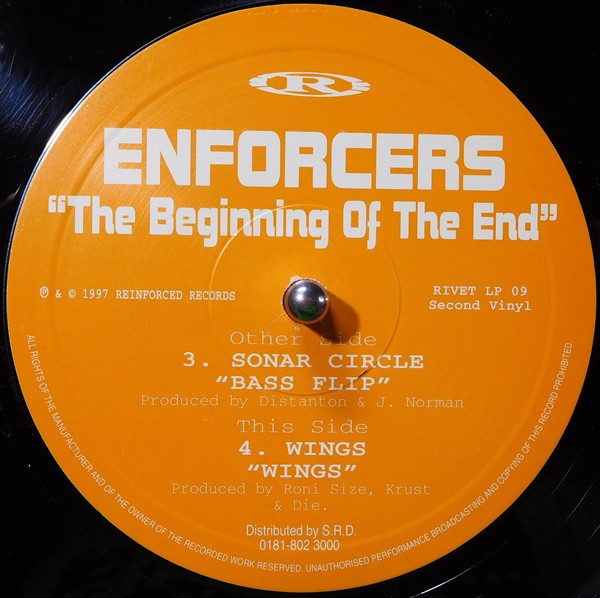 R
ENFORCERS
"The Beginning Of The End"
℗ & © 1997 REINFORCED RECORDS
RIVET LP 09
Second Vinyl
Other Side
3. SONAR CIRCLE
"BASS FLIP"
Produced by Distanton & J. Norman
This Side
4. WINGS
"WINGS"
Produced by Roni Size, Krust
& Die.
Distributed by S.R.D.
0181-802 3000
ALL RIGHTS OF THE MANUFACTURER AND OF THE OWNER OF THE RECORDED WORK RESERVED. UNAUTHORISED PERFORMANCE BROADCASTING AND COPYING OF THIS RECORD PROHIBITED